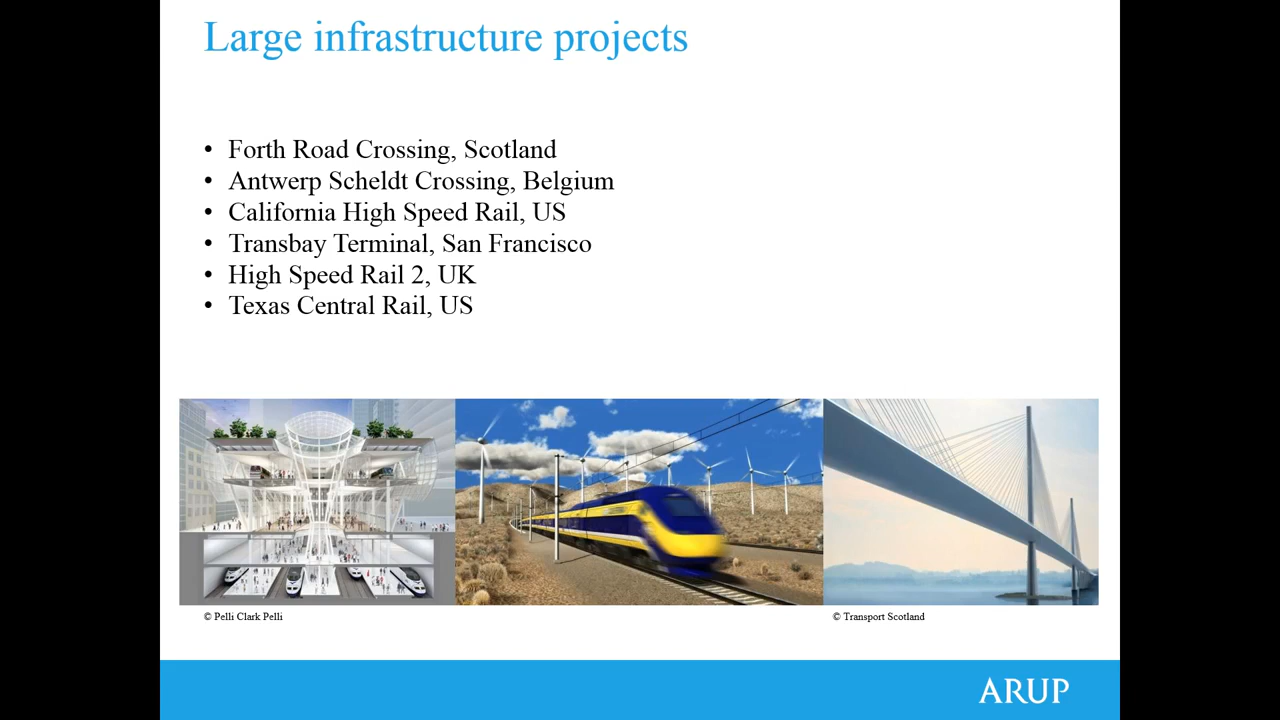 Large infrastructure projects
• Forth Road Crossing, Scotland
• Antwerp Scheldt Crossing, Belgium
• California High Speed Rail, US
• Transbay Terminal, San Francisco
• High Speed Rail 2, UK
• Texas Central Rail, US
© Pelli Clark Pelli
© Transport Scotland
ARUP